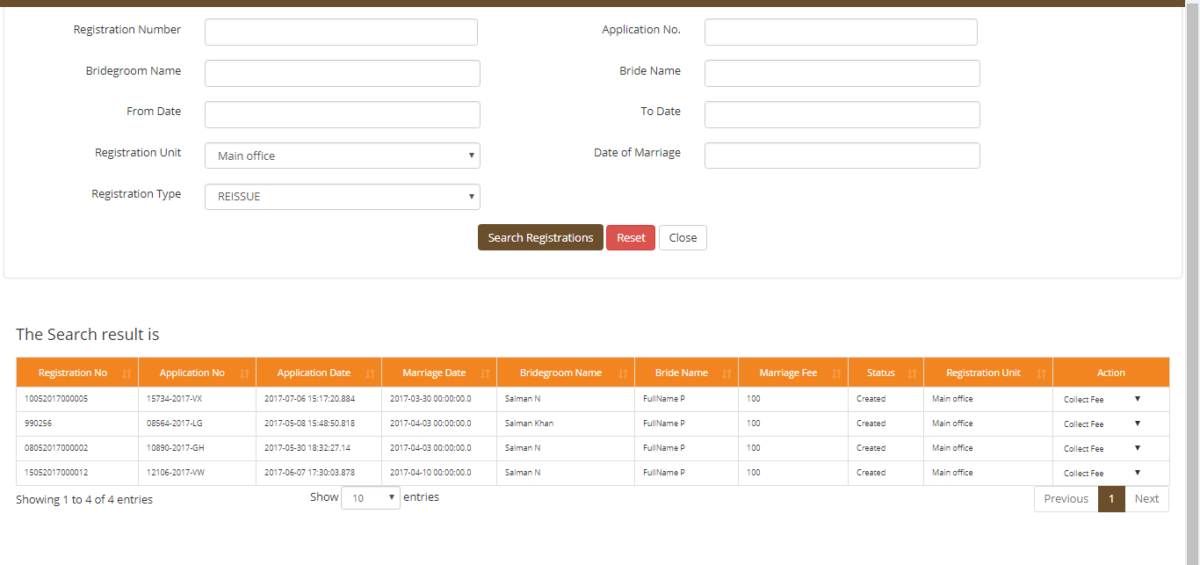 Registration Number Application No.
Bridegroom Name Bride Name
From Date To Date
Registration Unit Main office Date of Marriage
Registration Type REISSUE
Search Registrations Reset Close
The Search result is
Registration No Application No Application Date Marriage Date Bridegroom Name Bride Name Marriage Fee Status Registration Unit Action
10052017000005 15734-2017-VX 2017-07-06 15:17:20.884 2017-03-30 00:00:00.0 Salman N FullName P 100 Created Main office Collect Fee
990256 08564-2017-LG 2017-05-08 15:48:50.818 2017-04-03 00:00:00.0 Salman Khan FullName P 100 Created Main office Collect Fee
08052017000002 10890-2017-GH 2017-05-30 18:32:27.14 2017-04-03 00:00:00.0 Salman N FullName P 100 Created Main office Collect Fee
15052017000012 12106-2017-VW 2017-06-07 17:30:03.878 2017-04-10 00:00:00.0 Salman N FullName P 100 Created Main office Collect Fee
Showing 1 to 4 of 4 entries Show 10 entries Previous 1 Next